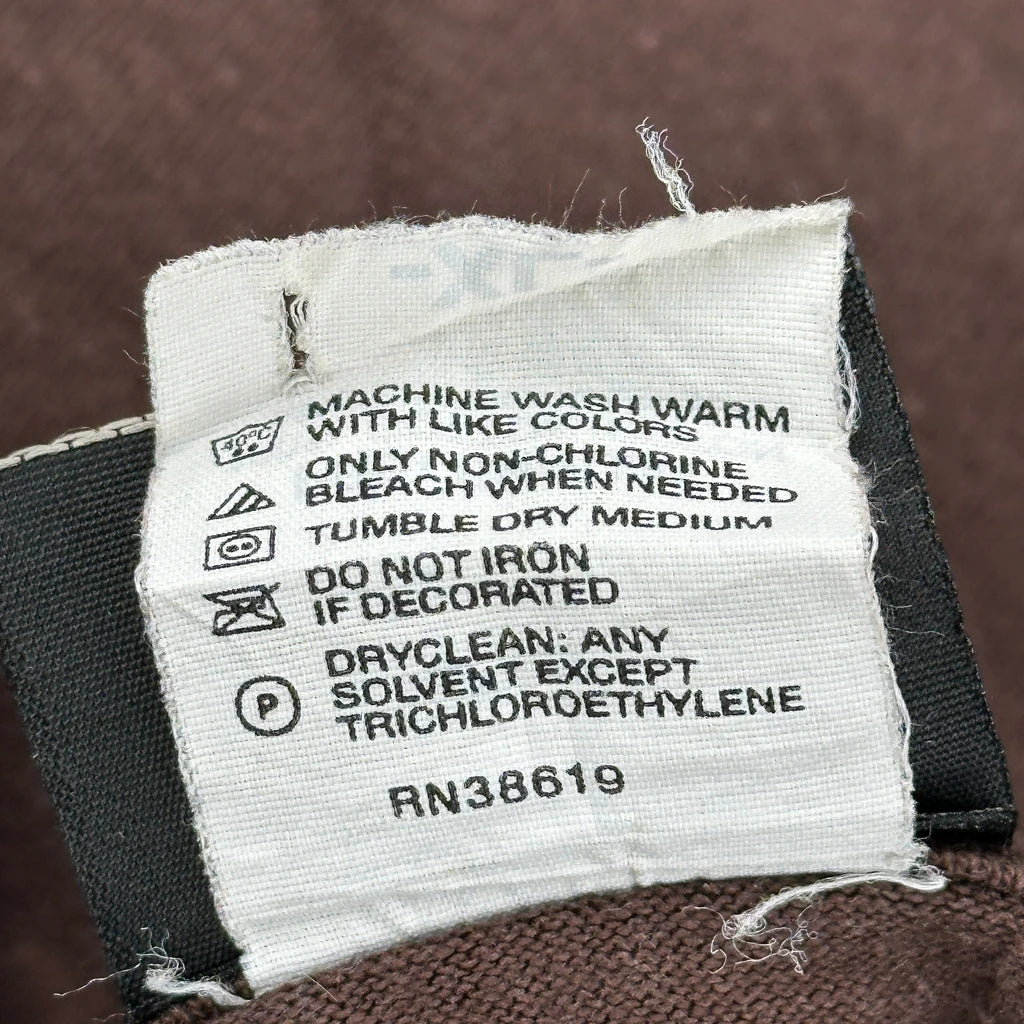 MACHINE WASH WARM
WITH LIKE COLORS
40°C
ONLY NON-CHLORINE
BLEACH WHEN NEEDED
TUMBLE DRY MEDIUM
DO NOT IRON
IF DECORATED
DRYCLEAN: ANY
SOLVENT EXCEPT
TRICHLOROETHYLENE
P
RN38619